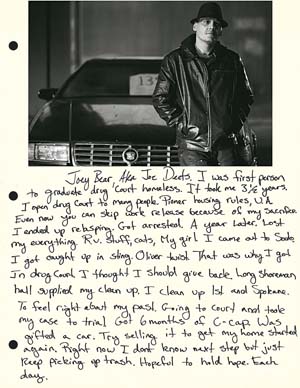 Joey Bear, AKA Joe Deets. I was first person
to graduate drug court homeless. It took me 3½ years.
I open drug court to many people. Pioner housing rules, U.A
Even now you can skip work release because of my sacrifice
I ended up relapsing. Got arrested. A year later. Lost
my everything. R.V. Stuff, cats, My girl I came out to Sodo,
I got caught up in sting. Oliver twist. That was why I got
In drug court. I thought I should give back. Longshoreman
hall supplied my clean up. I clean up 1st and Spokane.
To feel right about my past. Going to court and took
my case to trial Got 6 months of C-cap. Was
gifted a car. Try selling it to get my home started
again. Right now I dont know next step but just
Keep picking up trash. Hopeful to hold hope. Each
day.